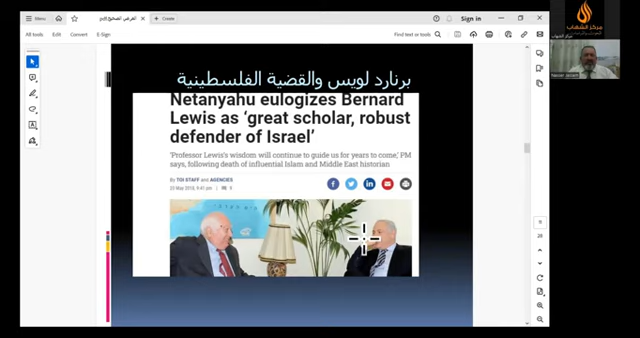 Menu
Create
Sign in
All tools
Edit
Convert
E-Sign
Find text or tools
مركز الشهاب
برنارد لويس والقضية الفلسطينية
Netanyahu eulogizes Bernard
Lewis as 'great scholar, robust
defender of Israel'
'Professor Lewis's wisdom will continue to guide us for years to come,' PM
says, following death of influential Islam and Middle East historian
By TOI STAFF and AGENCIES
20 May 2018, 9:41 pm